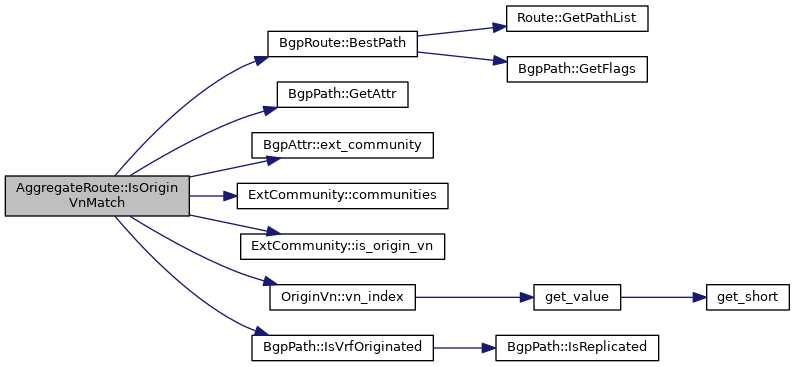 AggregateRoute::IsOrigin
VnMatch
BgpRoute::BestPath
Route::GetPathList
BgpPath::GetFlags
BgpPath::GetAttr
BgpAttr::ext_community
ExtCommunity::communities
ExtCommunity::is_origin_vn
OriginVn::vn_index
get_value
get_short
BgpPath::IsVrfOriginated
BgpPath::IsReplicated